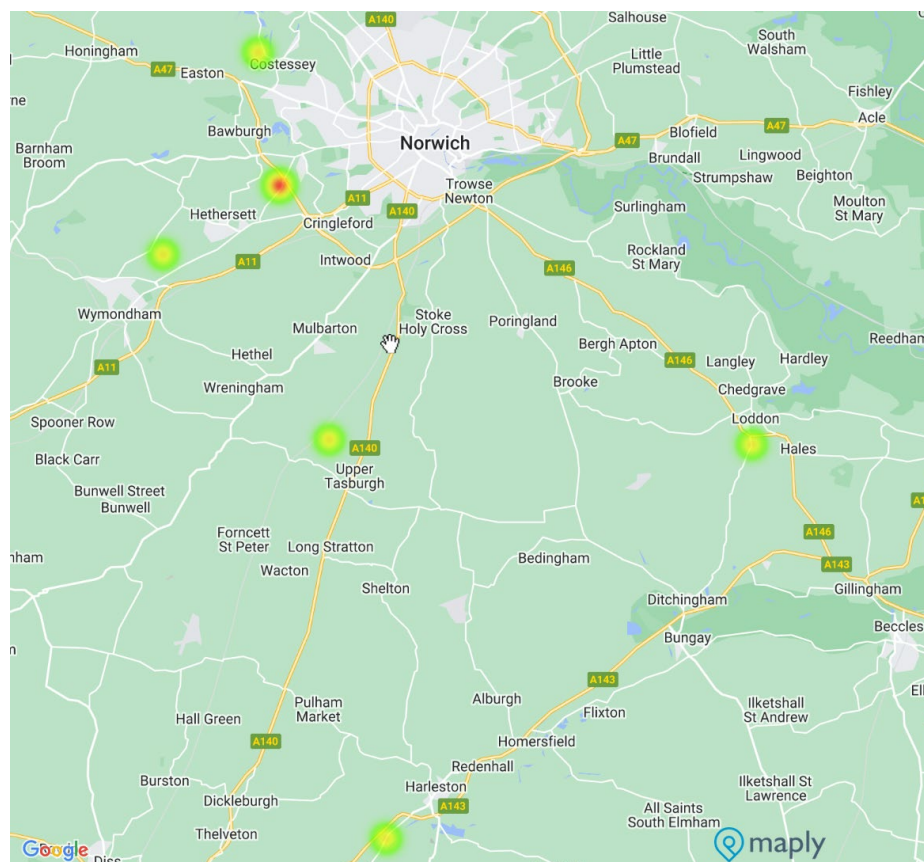 A140
Salhouse
Honingham
South
Walsham
Costessey
Little
Plumstead
A47
Easton
Fishley
Acle
Bawburgh
A47
Blofield
A47
Barnham
Broom
Norwich
Brundall
Lingwood
Strumpshaw
Beighton
Trowse
Newton
A11
A140
Moulton
St Mary
Hethersett
Cringleford
Surlingham
Rockland
St Mary
A11
Intwood
A146
Wymondham
Stoke
Holy Cross
Mulbarton
Poringland
Reedham
Bergh Apton
Hethel
A146
Langley
Hardley
A11
Wreningham
Brooke
Chedgrave
Spooner Row
Loddon
A140
Hales
Black Carr
Upper
Tasburgh
Bunwell Street
Bunwell
Forncett
St Peter
A146
Long Stratton
Bedingham
A143
Wacton
Shelton
Gillingham
Ditchingham
Beccles
Bungay
A143
Alburgh
Ilketshall
St Andrew
Pulham
Market
Flixton
Hall Green
A140
Homersfield
Redenhall
Burston
Harleston
Ilketshall St
Lawrence
Dickleburgh
A143
All Saints
South Elmham
Thelveton
Google
maply
Diss